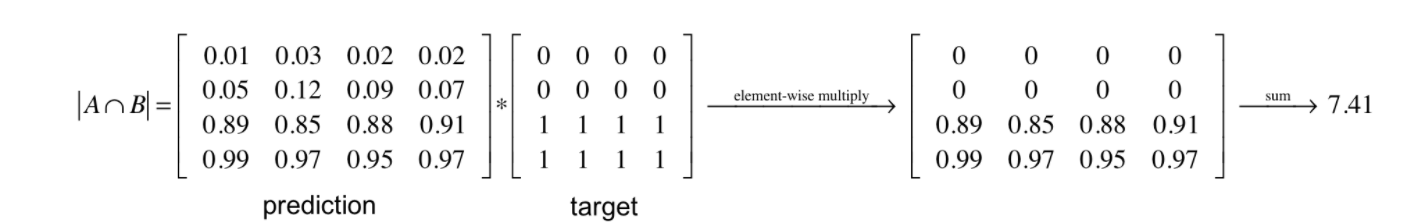 0.01 0.03 0.02 0.02 0 0 0 0 0 0 0 0
0.05 0.12 0.09 0.07 0 0 0 0 0 0 0 0
|A ∩ B| = * element-wise multiply sum 7.41
0.89 0.85 0.88 0.91 1 1 1 1 0.89 0.85 0.88 0.91
0.99 0.97 0.95 0.97 1 1 1 1 0.99 0.97 0.95 0.97
prediction target